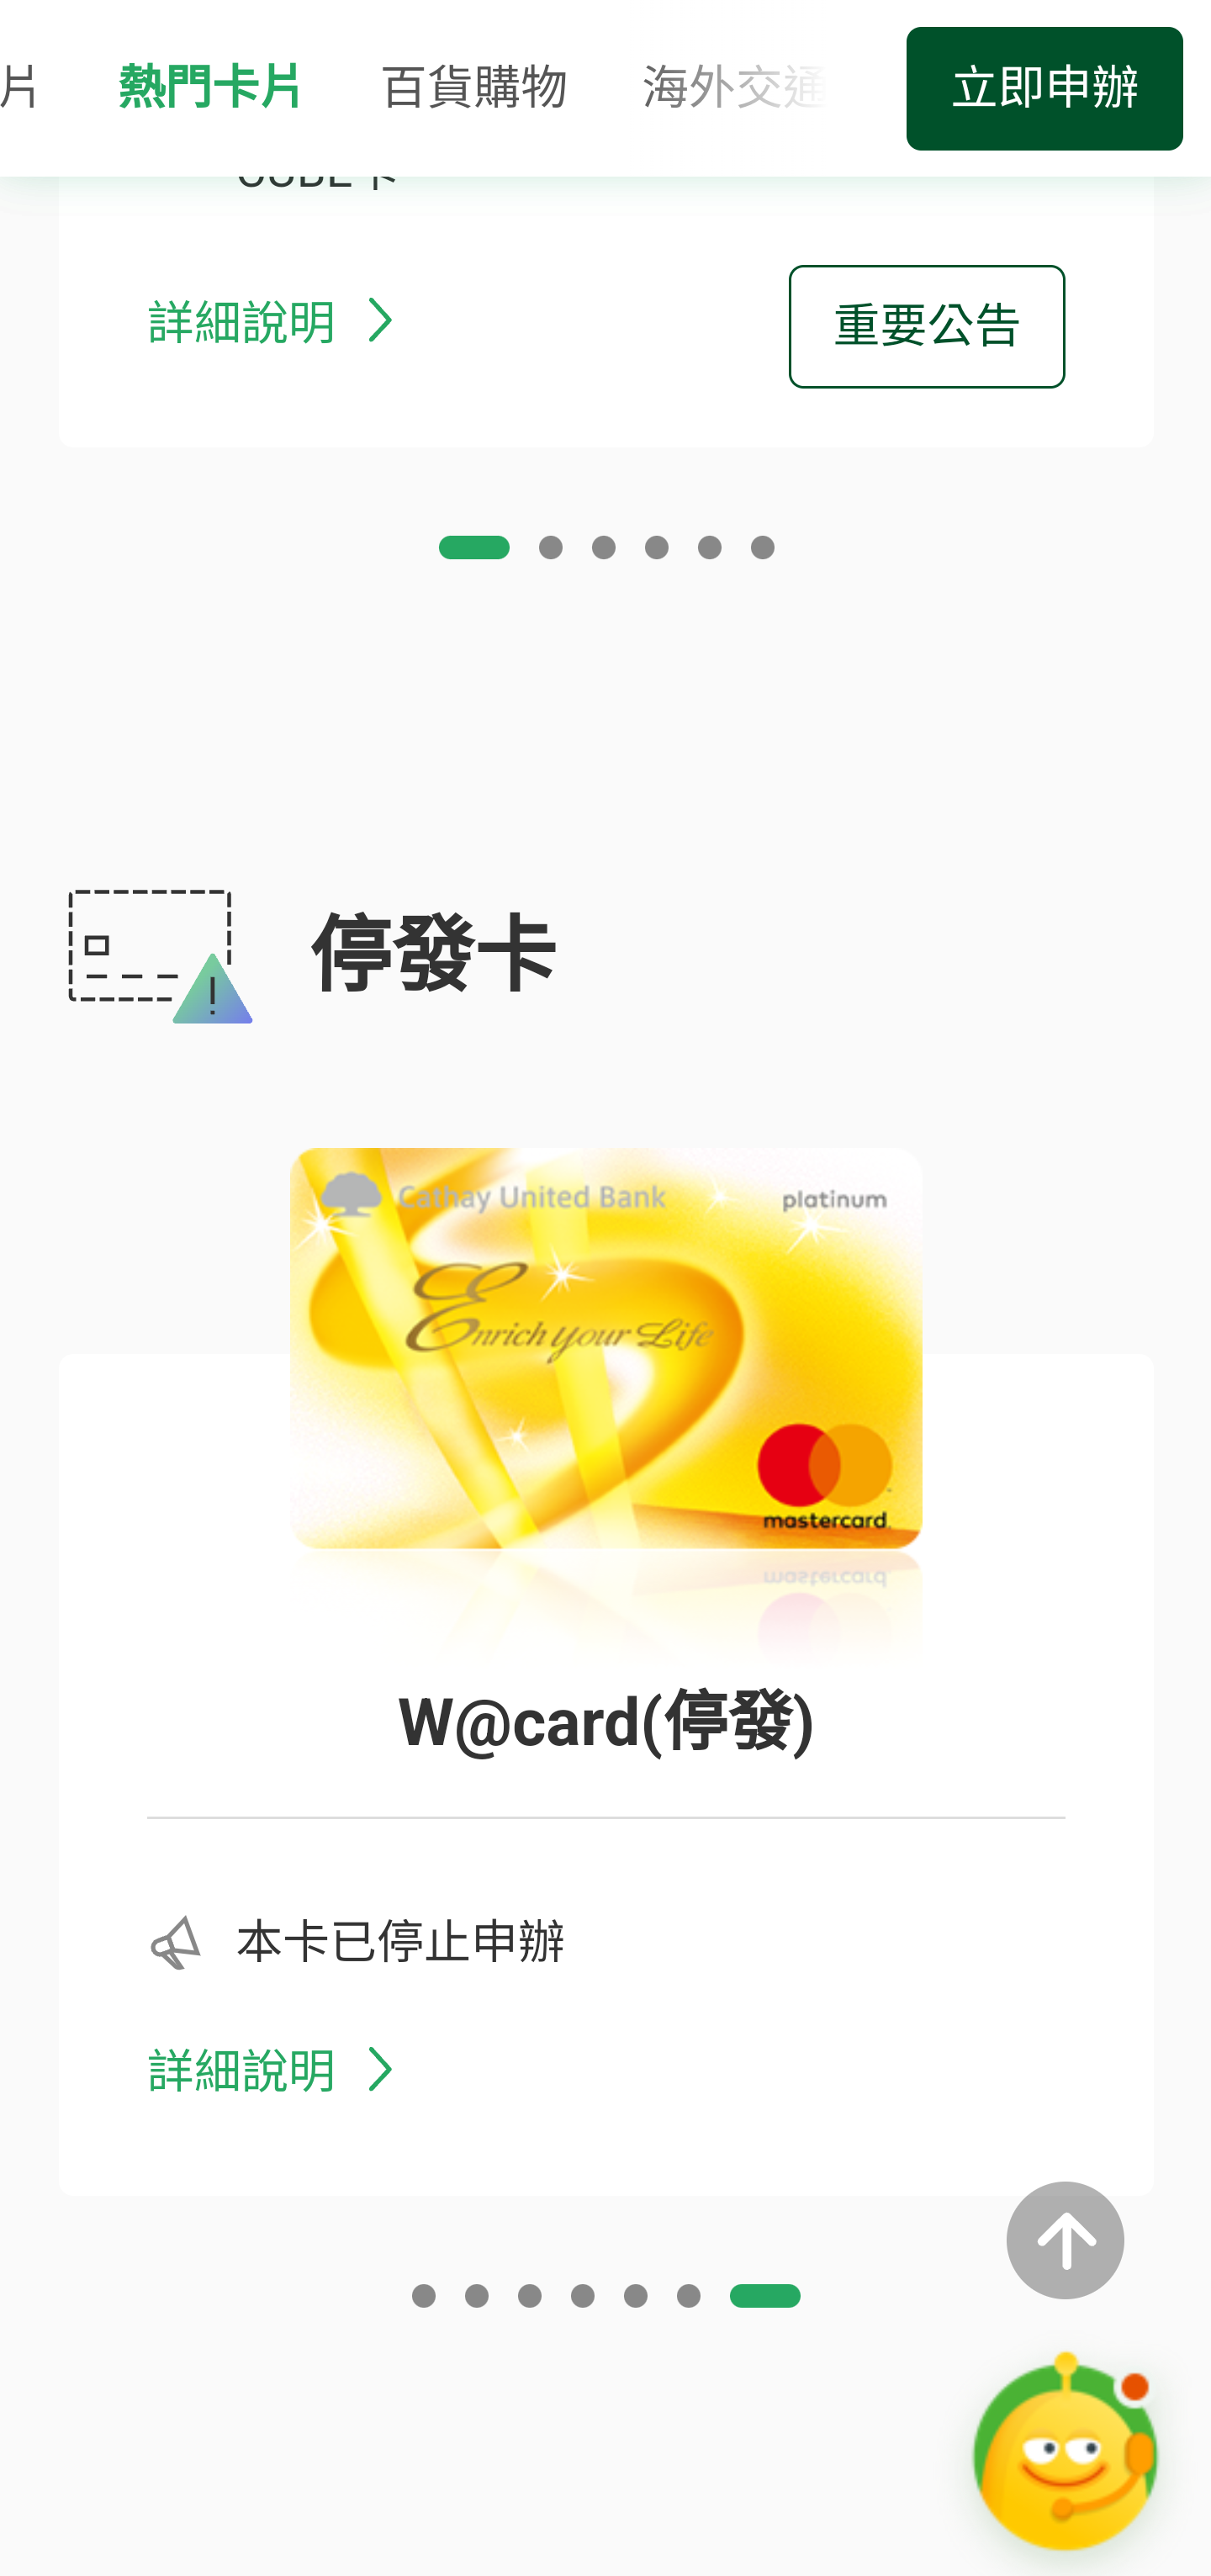 片 熱門卡片 百貨購物 海外交通 立即申辦
CUBE卡
詳細說明
重要公告
停發卡
Cathay United Bank
platinum
Enrich your Life
mastercard.
W@card(停發)
本卡已停止申辦
詳細說明